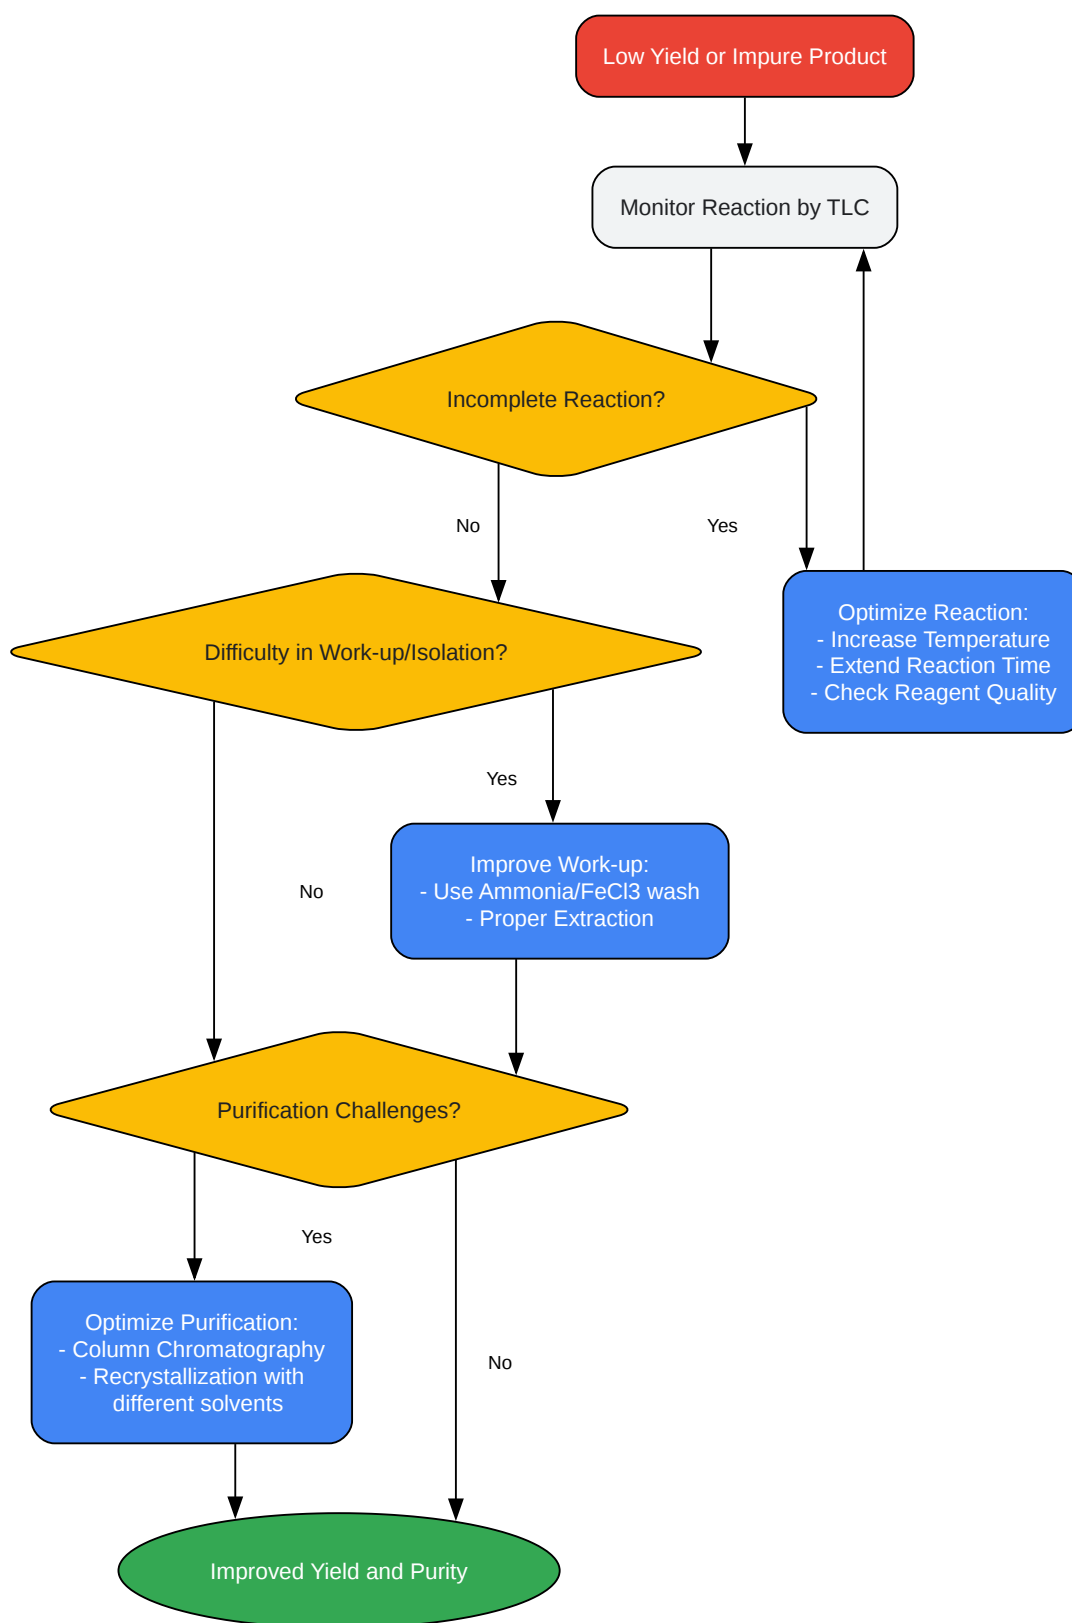 Low Yield or Impure Product
Monitor Reaction by TLC
Incomplete Reaction?
No
Yes
Optimize Reaction:
- Increase Temperature
- Extend Reaction Time
- Check Reagent Quality
Difficulty in Work-up/Isolation?
Yes
Improve Work-up:
- Use Ammonia/FeCl3 wash
- Proper Extraction
No
Purification Challenges?
Yes
Optimize Purification:
- Column Chromatography
- Recrystallization with
different solvents
No
Improved Yield and Purity